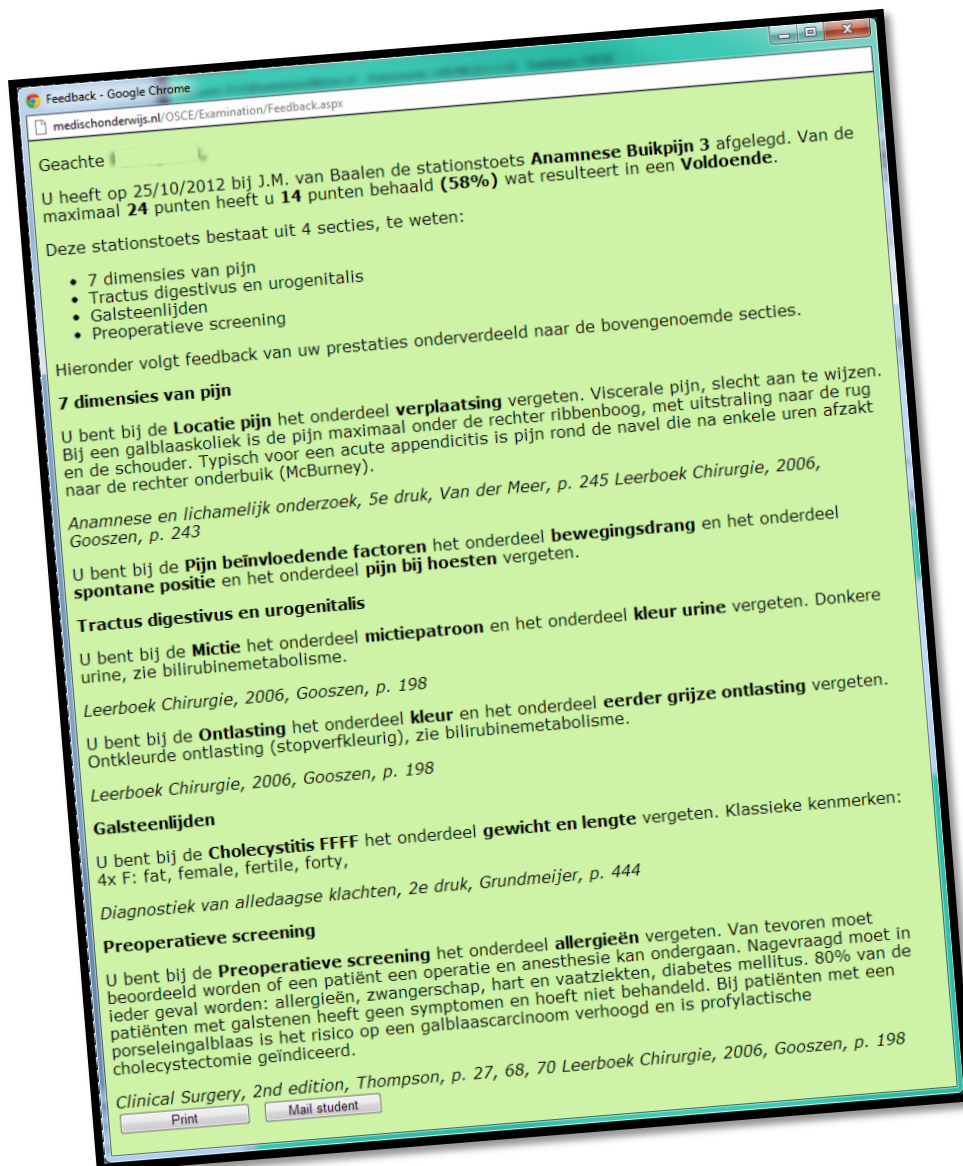 Feedback - Google Chrome
medischonderwijs.nl/OSCE/Examination/Feedback.aspx
Geachte
U heeft op 25/10/2012 bij J.M. van Baalen de stationstoets Anamnese Buikpijn 3 afgelegd. Van de
maximaal 24 punten heeft u 14 punten behaald (58%) wat resulteert in een Voldoende.
Deze stationstoets bestaat uit 4 secties, te weten:
• 7 dimensies van pijn
• Tractus digestivus en urogenitalis
• Galsteenlijden
• Preoperatieve screening
Hieronder volgt feedback van uw prestaties onderverdeeld naar de bovengenoemde secties.
7 dimensies van pijn
U bent bij de Locatie pijn het onderdeel verplaatsing vergeten. Viscerale pijn, slecht aan te wijzen.
Bij een galblaaskoliek is de pijn maximaal onder de rechter ribbenboog, met uitstraling naar de rug
en de schouder. Typisch voor een acute appendicitis is pijn rond de navel die na enkele uren afzakt
naar de rechter onderbuik (McBurney).
Anamnese en lichamelijk onderzoek, 5e druk, Van der Meer, p. 245 Leerboek Chirurgie, 2006,
Gooszen, p. 243
U bent bij de Pijn beïnvloedende factoren het onderdeel bewegingsdrang en het onderdeel
spontane positie en het onderdeel pijn bij hoesten vergeten.
Tractus digestivus en urogenitalis
U bent bij de Mictie het onderdeel mictiepatroon en het onderdeel kleur urine vergeten. Donkere
urine, zie bilirubinemetabolisme.
Leerboek Chirurgie, 2006, Gooszen, p. 198
U bent bij de Ontlasting het onderdeel kleur en het onderdeel eerder grijze ontlasting vergeten.
Ontkleurde ontlasting (stopverfkleurig), zie bilirubinemetabolisme.
Leerboek Chirurgie, 2006, Gooszen, p. 198
Galsteenlijden
U bent bij de Cholecystitis FFFF het onderdeel gewicht en lengte vergeten. Klassieke kenmerken:
4x F: fat, female, fertile, forty,
Diagnostiek van alledaagse klachten, 2e druk, Grundmeijer, p. 444
Preoperatieve screening
U bent bij de Preoperatieve screening het onderdeel allergieën vergeten. Van tevoren moet
beoordeeld worden of een patiënt een operatie en anesthesie kan ondergaan. Nagevraagd moet in
ieder geval worden: allergieën, zwangerschap, hart en vaatziekten, diabetes mellitus. 80% van de
patiënten met galstenen heeft geen symptomen en hoeft niet behandeld. Bij patiënten met een
porseleingalblaas is het risico op een galblaascarcinoom verhoogd en is profylactische
cholecystectomie geïndiceerd.
Clinical Surgery, 2nd edition, Thompson, p. 27, 68, 70 Leerboek Chirurgie, 2006, Gooszen, p. 198
Print Mail student